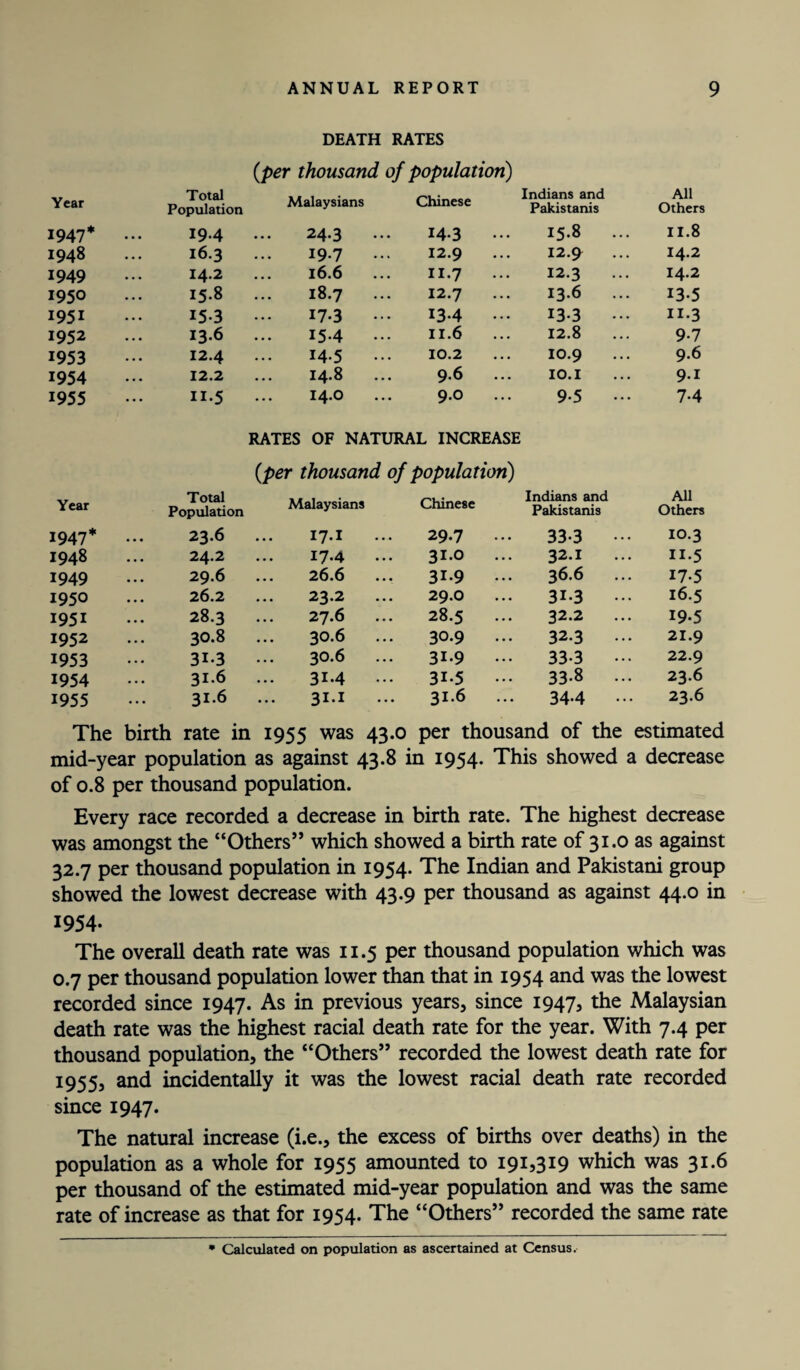 ANNUAL REPORT 9
DEATH RATES
(per thousand of population)
Year Total Population Malaysians Chinese Indians and Pakistanis All Others
1947* ... 19.4 ... 24.3 ... 14.3 ... 15.8 ... 11.8
1948 ... 16.3 ... 19.7 ... 12.9 ... 12.9 ... 14.2
1949 ... 14.2 ... 16.6 ... 11.7 ... 12.3 ... 14.2
1950 ... 15.8 ... 18.7 ... 12.7 ... 13.6 ... 13.5
1951 ... 15.3 ... 17.3 ... 13.4 ... 13.3 ... 11.3
1952 ... 13.6 ... 15.4 ... 11.6 ... 12.8 ... 9.7
1953 ... 12.4 ... 14.5 ... 10.2 ... 10.9 ... 9.6
1954 ... 12.2 ... 14.8 ... 9.6 ... 10.1 ... 9.1
1955 ... 11.5 ... 14.0 ... 9.0 ... 9.5 ... 7.4
RATES OF NATURAL INCREASE
(per thousand of population)
Year Total Population Malaysians Chinese Indians and Pakistanis All Others
1947* ... 23.6 ... 17.1 ... 29.7 ... 33.3 ... 10.3
1948 ... 24.2 ... 17.4 ... 31.0 ... 32.1 ... 11.5
1949 ... 29.6 ... 26.6 ... 31.9 ... 36.6 ... 17.5
1950 ... 26.2 ... 23.2 ... 29.0 ... 31.3 ... 16.5
1951 ... 28.3 ... 27.6 ... 28.5 ... 32.2 ... 19.5
1952 ... 30.8 ... 30.6 ... 30.9 ... 32.3 ... 21.9
1953 ... 31.3 ... 30.6 ... 31.9 ... 33.3 ... 22.9
1954 ... 31.6 ... 31.4 ... 31.5 ... 33.8 ... 23.6
1955 ... 31.6 ... 31.1 ... 31.6 ... 34.4 ... 23.6
The birth rate in 1955 was 43.0 per thousand of the estimated
mid-year population as against 43.8 in 1954. This showed a decrease
of 0.8 per thousand population.
Every race recorded a decrease in birth rate. The highest decrease
was amongst the “Others” which showed a birth rate of 31.0 as against
32.7 per thousand population in 1954. The Indian and Pakistani group
showed the lowest decrease with 43.9 per thousand as against 44.0 in
1954.
The overall death rate was 11.5 per thousand population which was
0.7 per thousand population lower than that in 1954 and was the lowest
recorded since 1947. As in previous years, since 1947, the Malaysian
death rate was the highest racial death rate for the year. With 7.4 per
thousand population, the “Others” recorded the lowest death rate for
1955, and incidentally it was the lowest racial death rate recorded
since 1947.
The natural increase (i.e., the excess of births over deaths) in the
population as a whole for 1955 amounted to 191,319 which was 31.6
per thousand of the estimated mid-year population and was the same
rate of increase as that for 1954. The “Others” recorded the same rate
* Calculated on population as ascertained at Census.